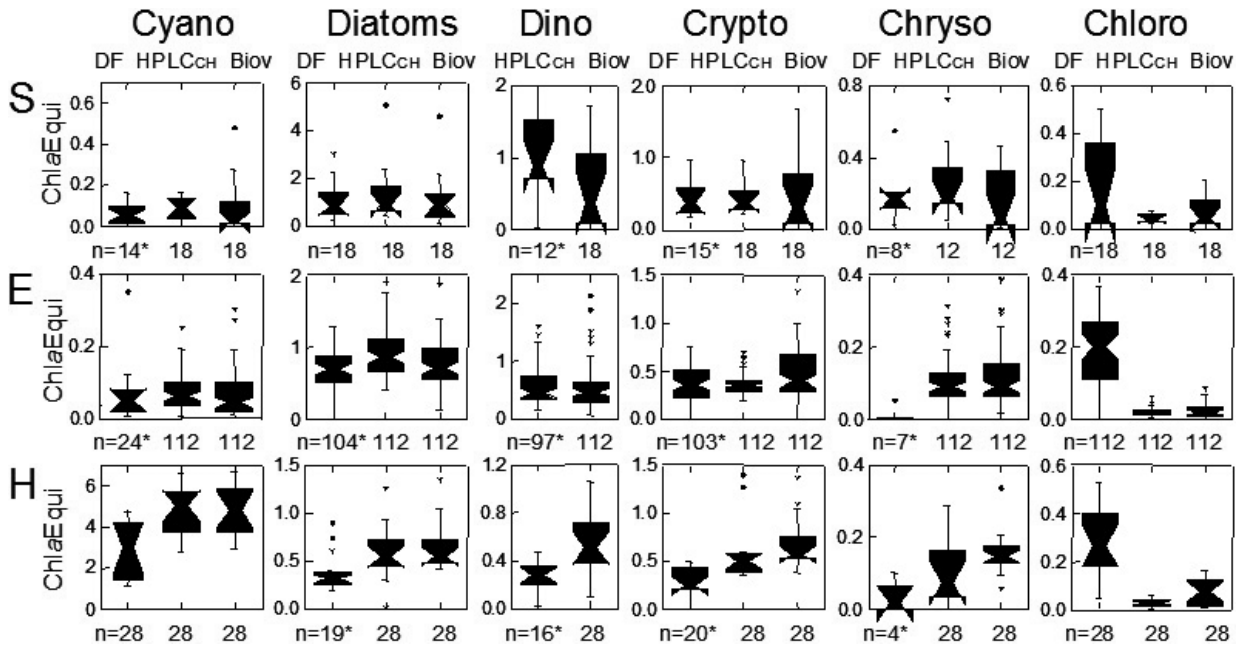 Cyano Diatoms Dino Crypto Chryso Chloro
DF HPLCCH Biov DF HPLCCH Biov HPLCCH Biov DF HPLCCH Biov DF HPLCCH Biov DF HPLCCH Biov
S
ChlaEqui
0.6 0.4 0.2 0.0
6 4 2 0
2 1 0
2.0 1.0 0.0
0.8 0.4 0.0
0.6 0.4 0.2 0.0
n=14* 18 18 n=18 18 18 n=12* 18 n=15* 18 18 n=8* 12 12 n=18 18 18
E
ChlaEqui
0.4 0.2 0.0
2 1 0
2 1 0.0
1.5 1.0 0.5 0.0
0.4 0.2 0.0
0.4 0.2 0.0
n=24* 112 112 n=104* 112 112 n=97* 112 n=103* 112 112 n=7* 112 112 n=112 112 112
H
ChlaEqui
6 4 2 0
1.5 1.0 0.5 0.0
1.2 0.8 0.4 0.0
1.5 1.0 0.5 0.0
0.4 0.2 0.0
0.6 0.4 0.2 0.0
n=28 28 28 n=19* 28 28 n=16* 28 n=20* 28 28 n=4* 28 28 n=28 28 28